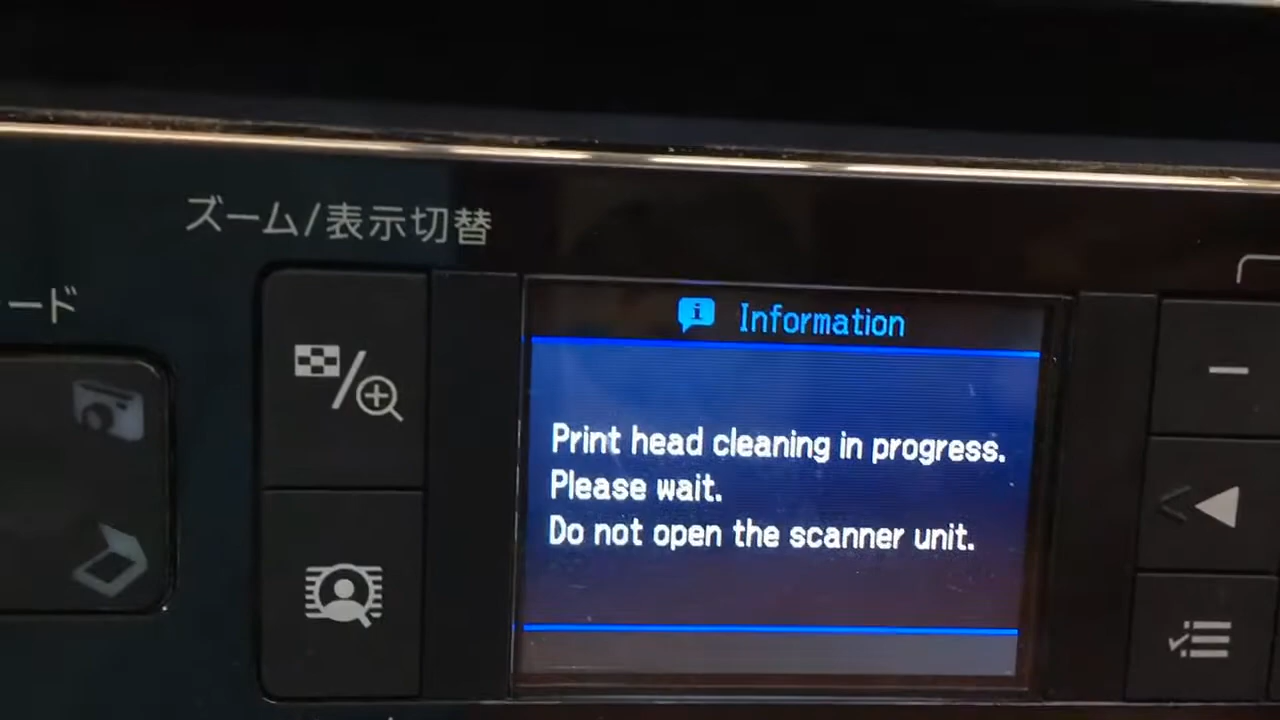 ズーム/表示切替
ード
Information
Print head cleaning in progress.
Please wait.
Do not open the scanner unit.